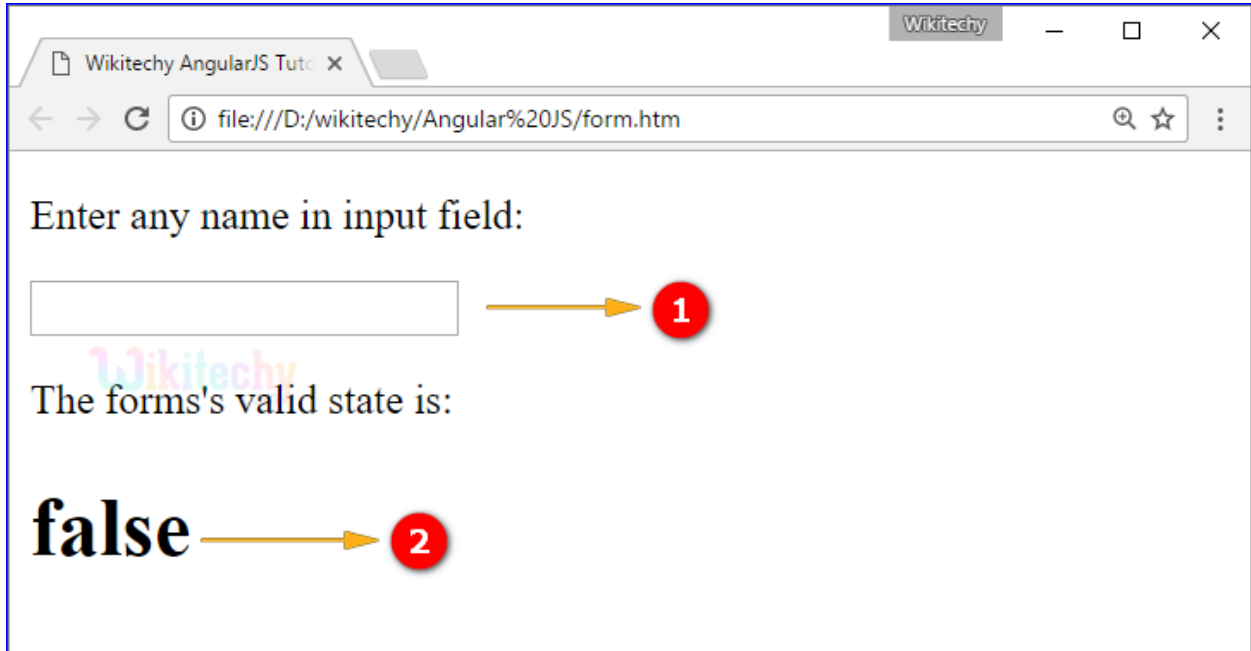 Wikitechy
Wikitechy AngularJS Tuto
file:///D:/wikitechy/Angular%20JS/form.htm
Enter any name in input field:
1
Wikitechy
The forms's valid state is:
false
2